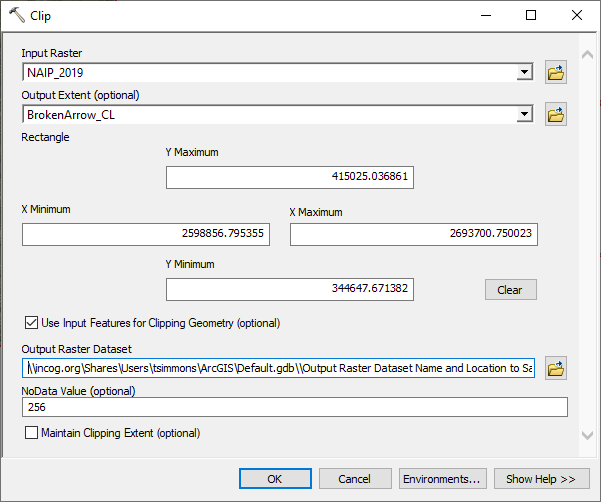 Clip
Input Raster
NAIP_2019
Output Extent (optional)
BrokenArrow_CL
Rectangle
Y Maximum
415025.036861
X Minimum
X Maximum
2598856.795355
2693700.750023
Y Minimum
344647.671382
Clear
Use Input Features for Clipping Geometry (optional)
Output Raster Dataset
\\incog.org\Shares\Users\tsimmons\ArcGIS\Default.gdb\\Output Raster Dataset Name and Location to Sa
NoData Value (optional)
256
Maintain Clipping Extent (optional)
OK
Cancel
Environments...
Show Help >>